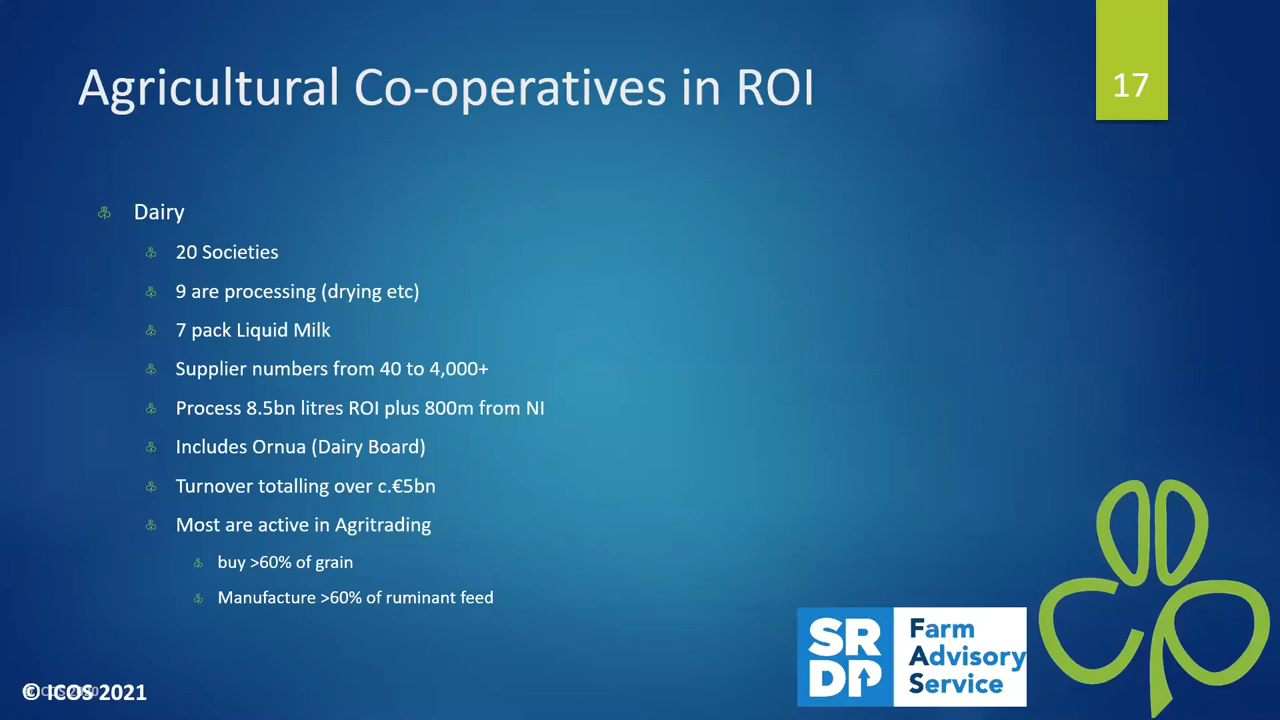 Agricultural Co-operatives in ROI
17
Dairy
20 Societies
9 are processing (drying etc)
7 pack Liquid Milk
Supplier numbers from 40 to 4,000+
Process 8.5bn litres ROI plus 800m from NI
Includes Ornua (Dairy Board)
Turnover totalling over c.€5bn
Most are active in Agritrading
buy >60% of grain
Manufacture >60% of ruminant feed
SR
DP
Farm
Advisory
Service
© ICOS 2021